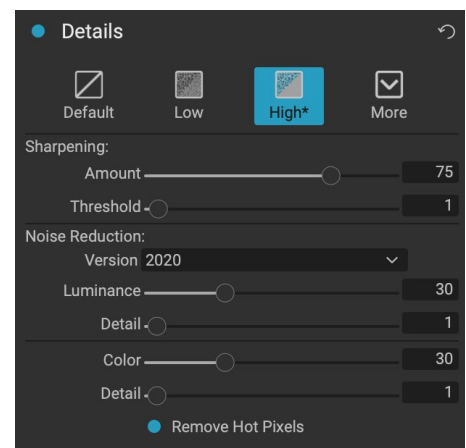 Details
Default Low High* More
Sharpening:
Amount 75
Threshold 1
Noise Reduction:
Version 2020
Luminance 30
Detail 1
Color 30
Detail 1
Remove Hot Pixels